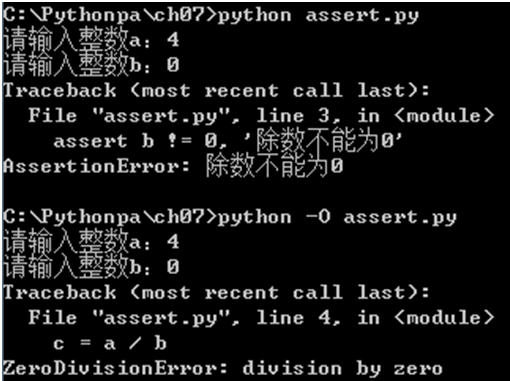 C:\Pythonpa\ch07>python assert.py
请输入整数a：4
请输入整数b：0
Traceback (most recent call last):
  File "assert.py", line 3, in <module>
    assert b != 0, '除数不能为0'
AssertionError: 除数不能为0
C:\Pythonpa\ch07>python -O assert.py
请输入整数a：4
请输入整数b：0
Traceback (most recent call last):
  File "assert.py", line 4, in <module>
    c = a / b
ZeroDivisionError: division by zero